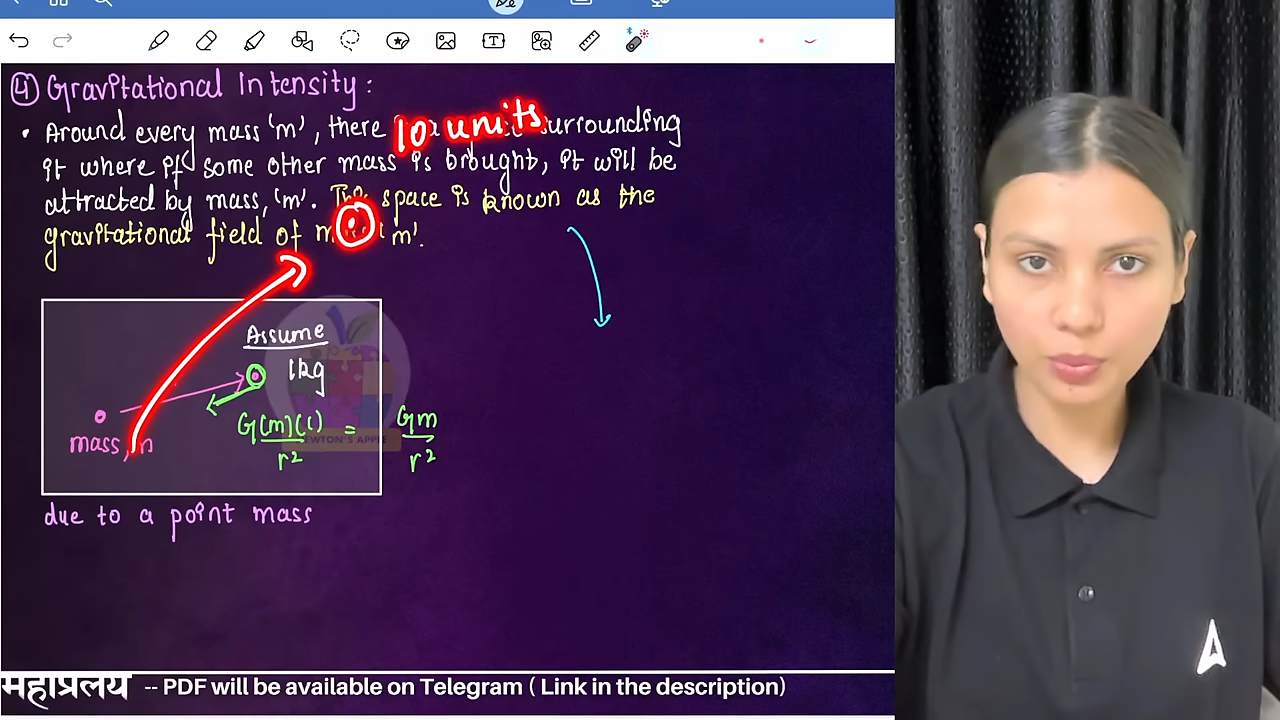 ④ Gravitational Intensity:
• Around every mass 'm', there surrounding
10 units
it where if some other mass is brought, it will be
attracted by mass, 'm'. space is known as the
gravitational field of 'm'.
Assume
1kg
mass, m
G(m)(1) / r² = Gm / r²
NEWTON'S APPLE
due to a point mass
महाप्रलय -- PDF will be available on Telegram ( Link in the description)